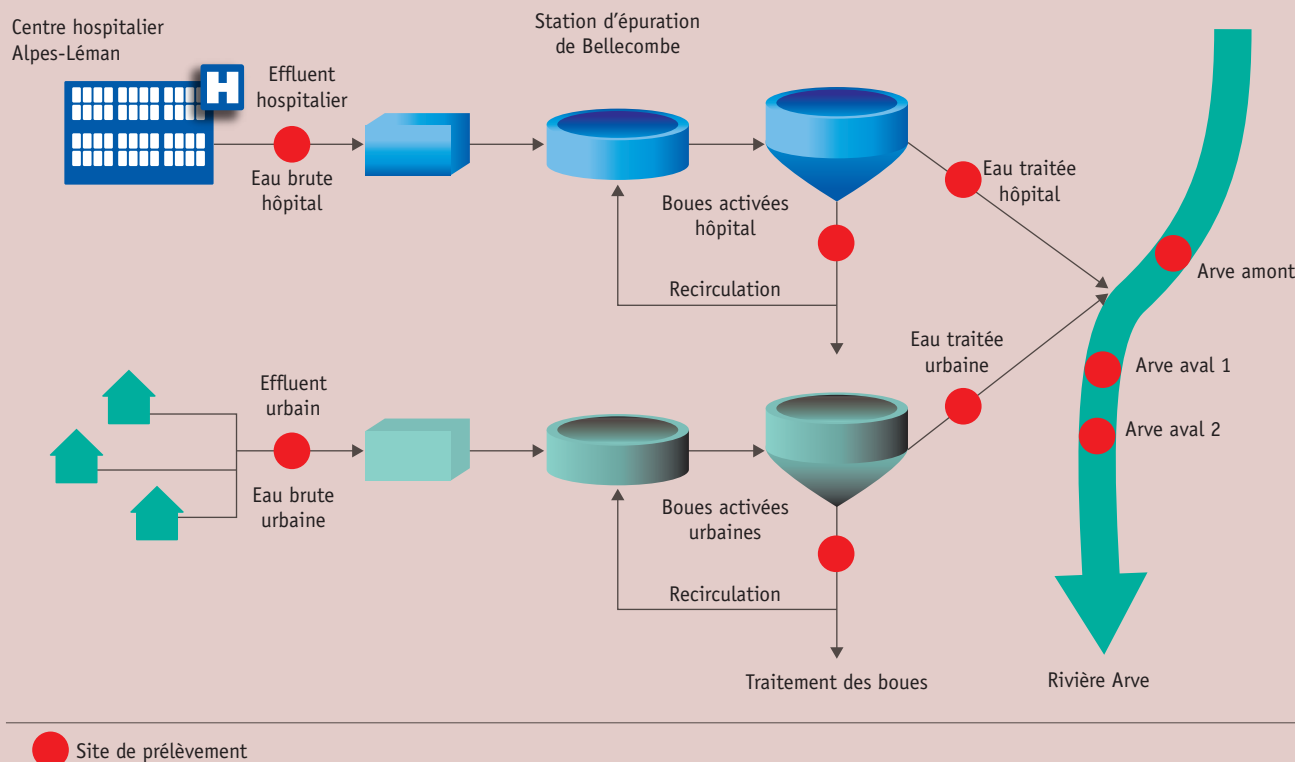 Centre hospitalier
Alpes-Léman
H
Station d'épuration
de Bellecombe
Effluent
hospitalier
Eau brute
hôpital
Boues activées
hôpital
Eau traitée
hôpital
Recirculation
Arve amont
Effluent
urbain
Eau brute
urbaine
Boues activées
urbaines
Eau traitée
urbaine
Arve aval 1
Arve aval 2
Recirculation
Traitement des boues
Rivière Arve
Site de prélèvement